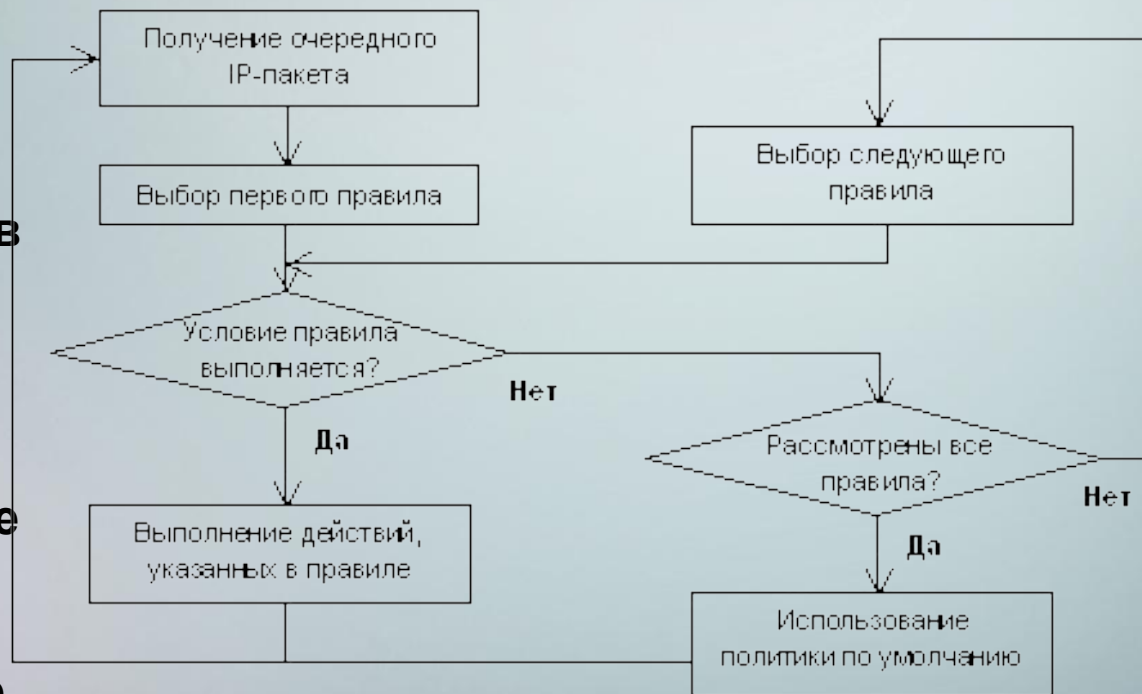 Получение очередного
IP-пакета
Выбор первого правила
Выбор следующего
правила
в
Условие правила
выполняется?
Нет
Да
Рассмотрены все
правила?
Нет
е
Выполнение действий,
указанных в правиле
Да
Использование
политики по умолчанию